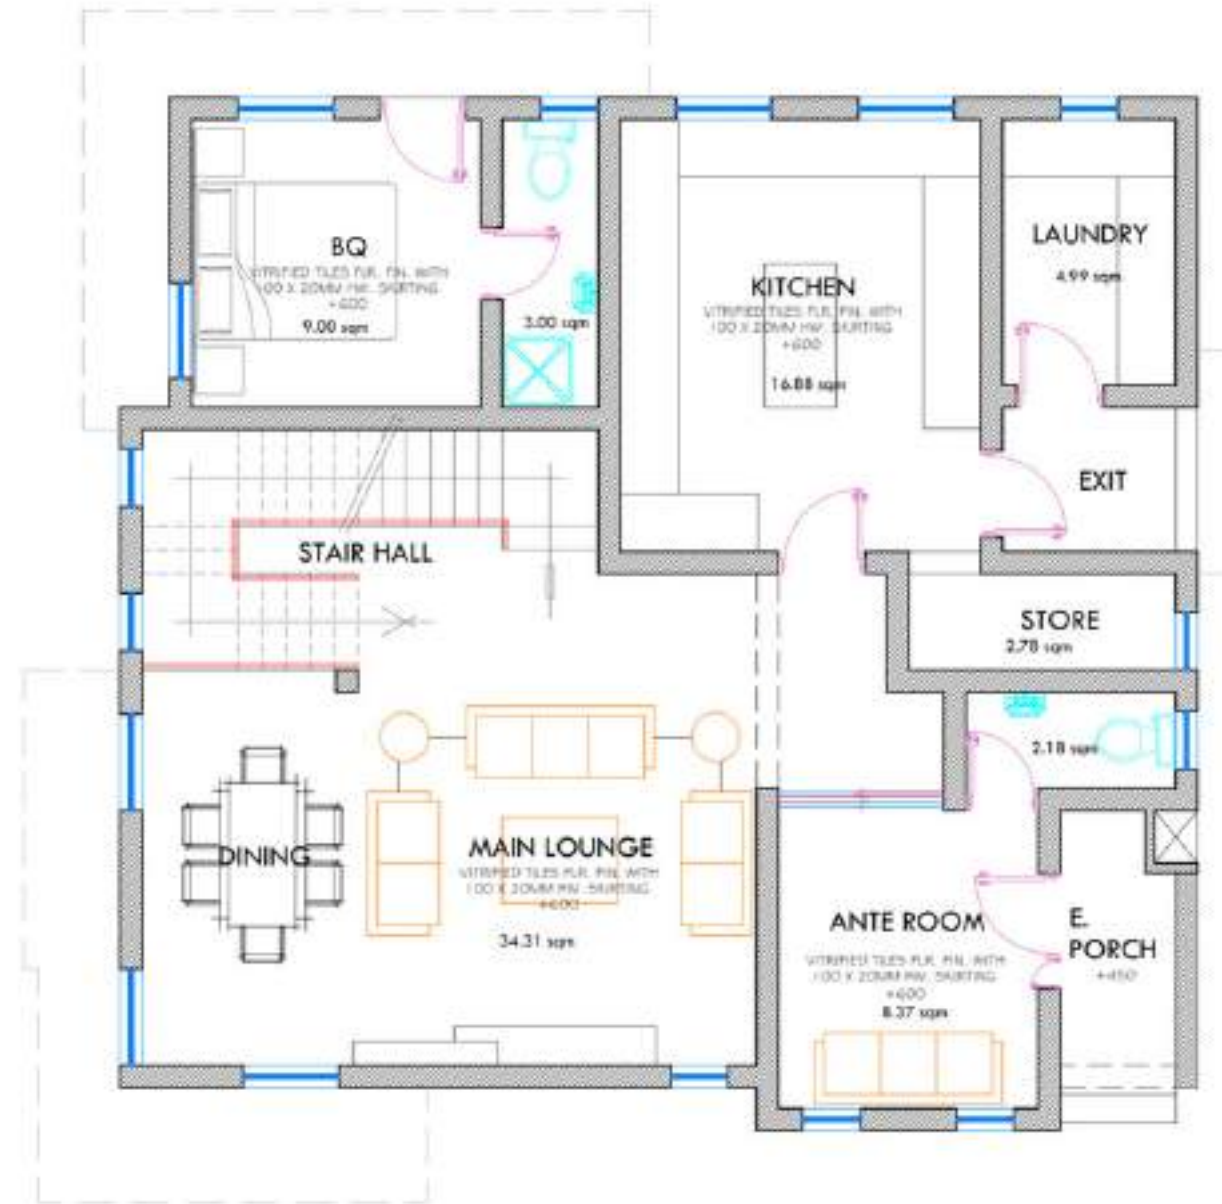 BQ
VITRIFIED TILES FLR. FIN. WITH
100 X 20MM HW. SKIRTING
+600
9.00 sqm
3.00 sqm
KITCHEN
VITRIFIED TILES FLR. FIN. WITH
100 X 20MM HW. SKIRTING
+600
16.88 sqm
LAUNDRY
4.99 sqm
EXIT
STAIR HALL
STORE
2.78 sqm
2.18 sqm
DINING
MAIN LOUNGE
VITRIFIED TILES FLR. FIN. WITH
100 X 20MM HW. SKIRTING
+600
34.31 sqm
ANTE ROOM
VITRIFIED TILES FLR. FIN. WITH
100 X 20MM HW. SKIRTING
+600
8.37 sqm
E.
PORCH
+450